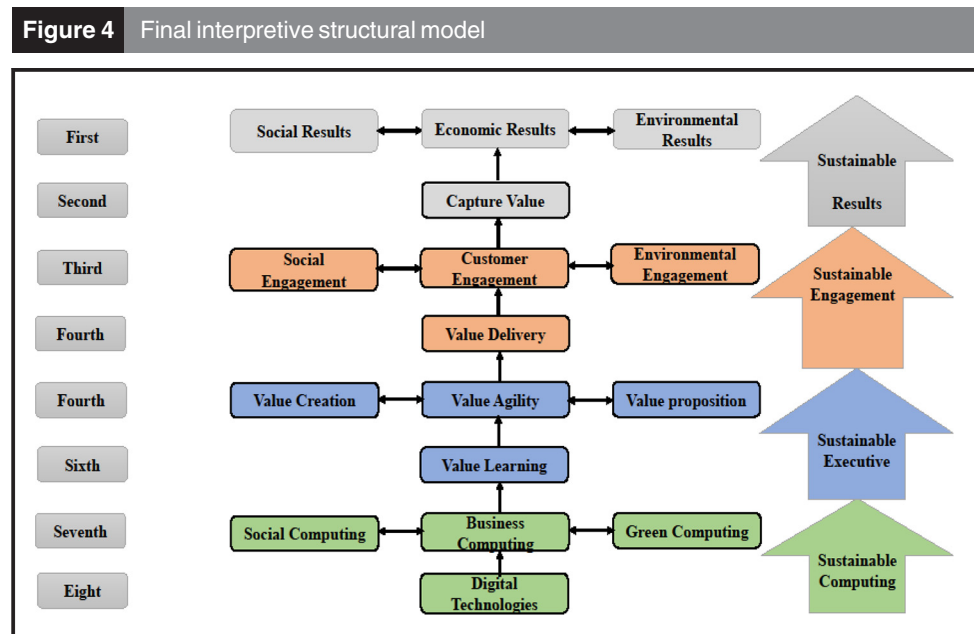 Figure 4 Final interpretive structural model
First
Social Results
Economic Results
Environmental
Results
Sustainable
Results
Second
Capture Value
Third
Social
Engagement
Customer
Engagement
Environmental
Engagement
Sustainable
Engagement
Fourth
Value Delivery
Fourth
Value Creation
Value Agility
Value proposition
Sustainable
Executive
Sixth
Value Learning
Seventh
Social Computing
Business
Computing
Green Computing
Sustainable
Computing
Eight
Digital
Technologies